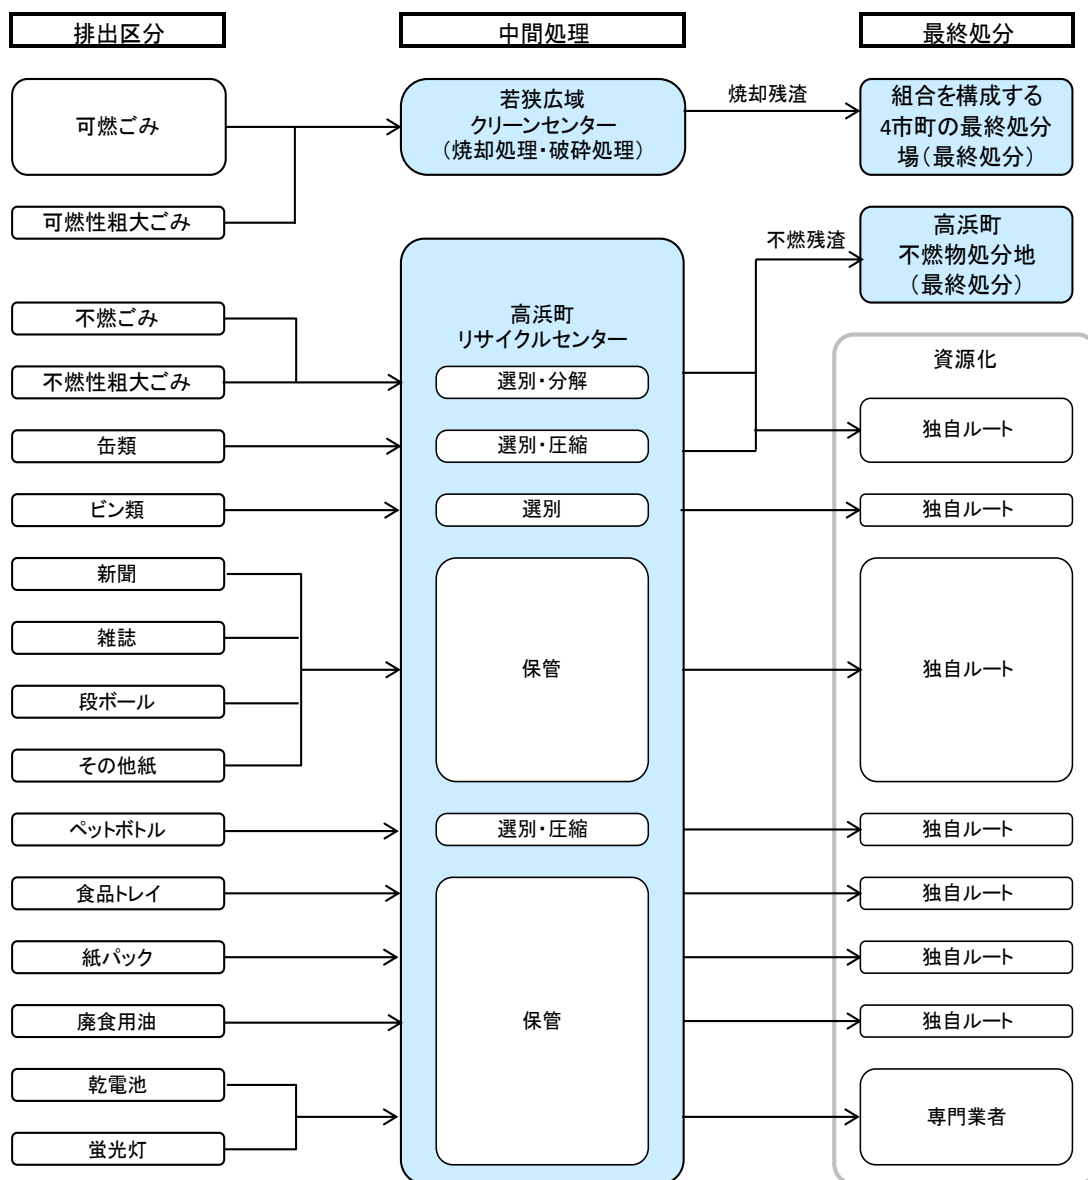 排出区分
中間処理
最終処分
可燃ごみ
若狭広域
クリーンセンター
(焼却処理・破砕処理)
焼却残渣
組合を構成する
4市町の最終処分
場(最終処分)
可燃性粗大ごみ
不燃残渣
高浜町
不燃物処分地
(最終処分)
不燃ごみ
高浜町
リサイクルセンター
資源化
不燃性粗大ごみ
選別・分解
缶類
選別・圧縮
独自ルート
ビン類
選別
独自ルート
新聞
雑誌
段ボール
その他紙
保管
独自ルート
ペットボトル
選別・圧縮
独自ルート
食品トレイ
独自ルート
紙パック
独自ルート
廃食用油
保管
独自ルート
乾電池
蛍光灯
専門業者